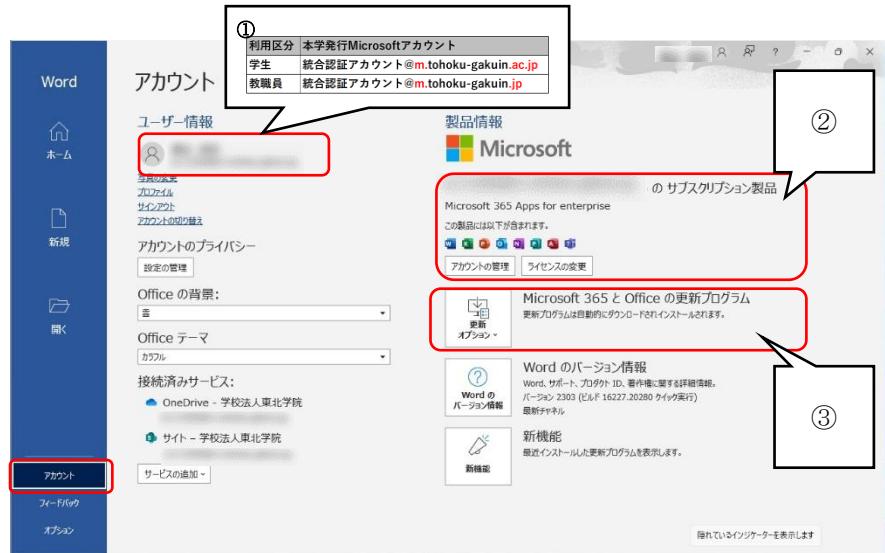 ①
利用区分 本学発行Microsoftアカウント
学生 統合認証アカウント@m.tohoku-gakuin.ac.jp
教職員 統合認証アカウント@m.tohoku-gakuin.jp
? － ×
Word
ホーム
新規
開く
アカウント
フィードバック
オプション
アカウント
ユーザー情報
写真の変更
プロファイル
サインアウト
アカウントの切り替え
アカウントのプライバシー
設定の管理
Office の背景:
雲
Office テーマ
カラフル
接続済みサービス:
OneDrive - 学校法人東北学院
サイト - 学校法人東北学院
サービスの追加
製品情報
Microsoft
の サブスクリプション製品
Microsoft 365 Apps for enterprise
この製品には以下が含まれます。
アカウントの管理 ライセンスの変更
更新
オプション
Microsoft 365 と Office の更新プログラム
更新プログラムは自動的にダウンロードされインストールされます。
Word の
バージョン情報
Word のバージョン情報
Word、サポート、プロダクト ID、著作権に関する詳細情報。
バージョン 2303 (ビルド 16227.20280 クイック実行)
最新チャネル
新機能
新機能
最近インストールした更新プログラムを表示します。
②
③
隠れているインジケーターを表示します